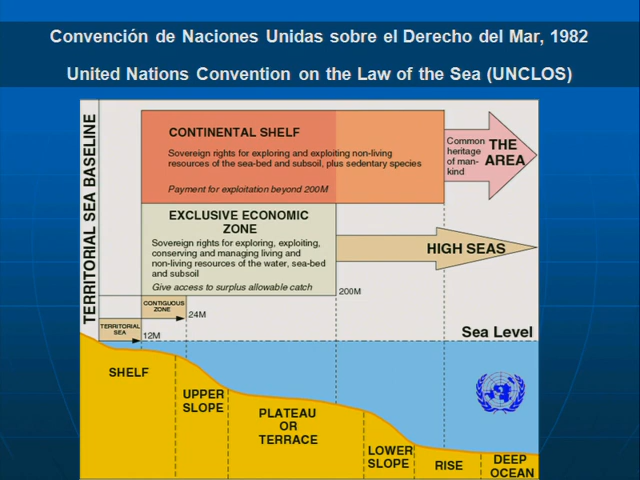 Convención de Naciones Unidas sobre el Derecho del Mar, 1982
United Nations Convention on the Law of the Sea (UNCLOS)
TERRITORIAL SEA BASELINE
CONTINENTAL SHELF
Sovereign rights for exploring and exploiting non-living
resources of the sea-bed and subsoil, plus sedentary species
Payment for exploitation beyond 200M
Common
heritage
of man-
kind
THE
AREA
EXCLUSIVE ECONOMIC
ZONE
Sovereign rights for exploring, exploiting,
conserving and managing living and
non-living resources of the water, sea-bed
and subsoil
Give access to surplus allowable catch
HIGH SEAS
200M
CONTIGUOUS
ZONE
24M
TERRITORIAL
SEA
12M
Sea Level
SHELF
UPPER
SLOPE
PLATEAU
OR
TERRACE
LOWER
SLOPE
RISE
DEEP
OCEAN